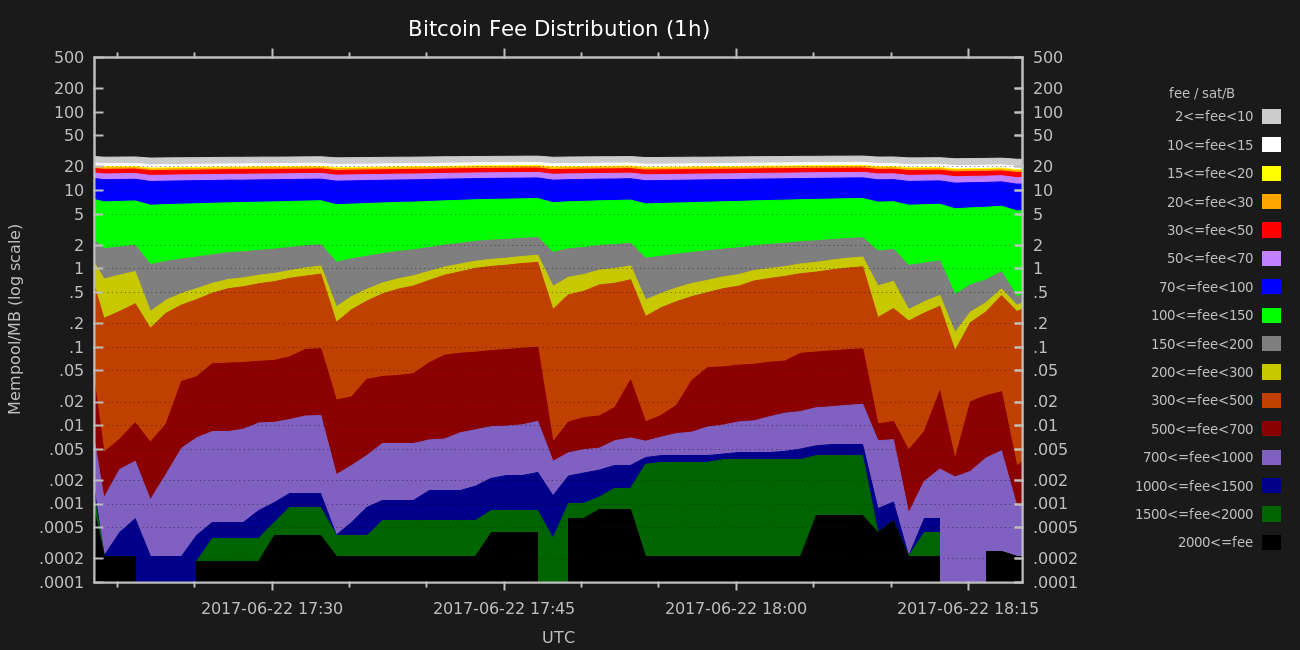 Bitcoin Fee Distribution (1h)
500 500
200 200
100 100
50 50
20 20
10 10
5 5
2 2
1 1
.5 .5
.2 .2
.1 .1
.05 .05
.02 .02
.01 .01
.005 .005
.002 .002
.001 .001
.0005 .0005
.0002 .0002
.0001 .0001
Mempool/MB (log scale)
2017-06-22 17:30 2017-06-22 17:45 2017-06-22 18:00 2017-06-22 18:15
UTC
fee / sat/B
2<=fee<10
10<=fee<15
15<=fee<20
20<=fee<30
30<=fee<50
50<=fee<70
70<=fee<100
100<=fee<150
150<=fee<200
200<=fee<300
300<=fee<500
500<=fee<700
700<=fee<1000
1000<=fee<1500
1500<=fee<2000
2000<=fee